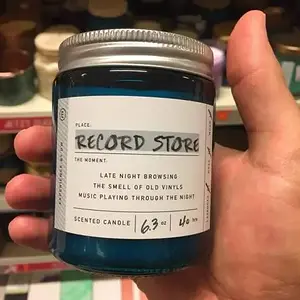 PLACE:
RECORD STORE
THE MOMENT:
LATE NIGHT BROWSING
THE SMELL OF OLD VINYLS
MUSIC PLAYING THROUGH THE NIGHT
SCENTED CANDLE 6.3 oz 40 hrs